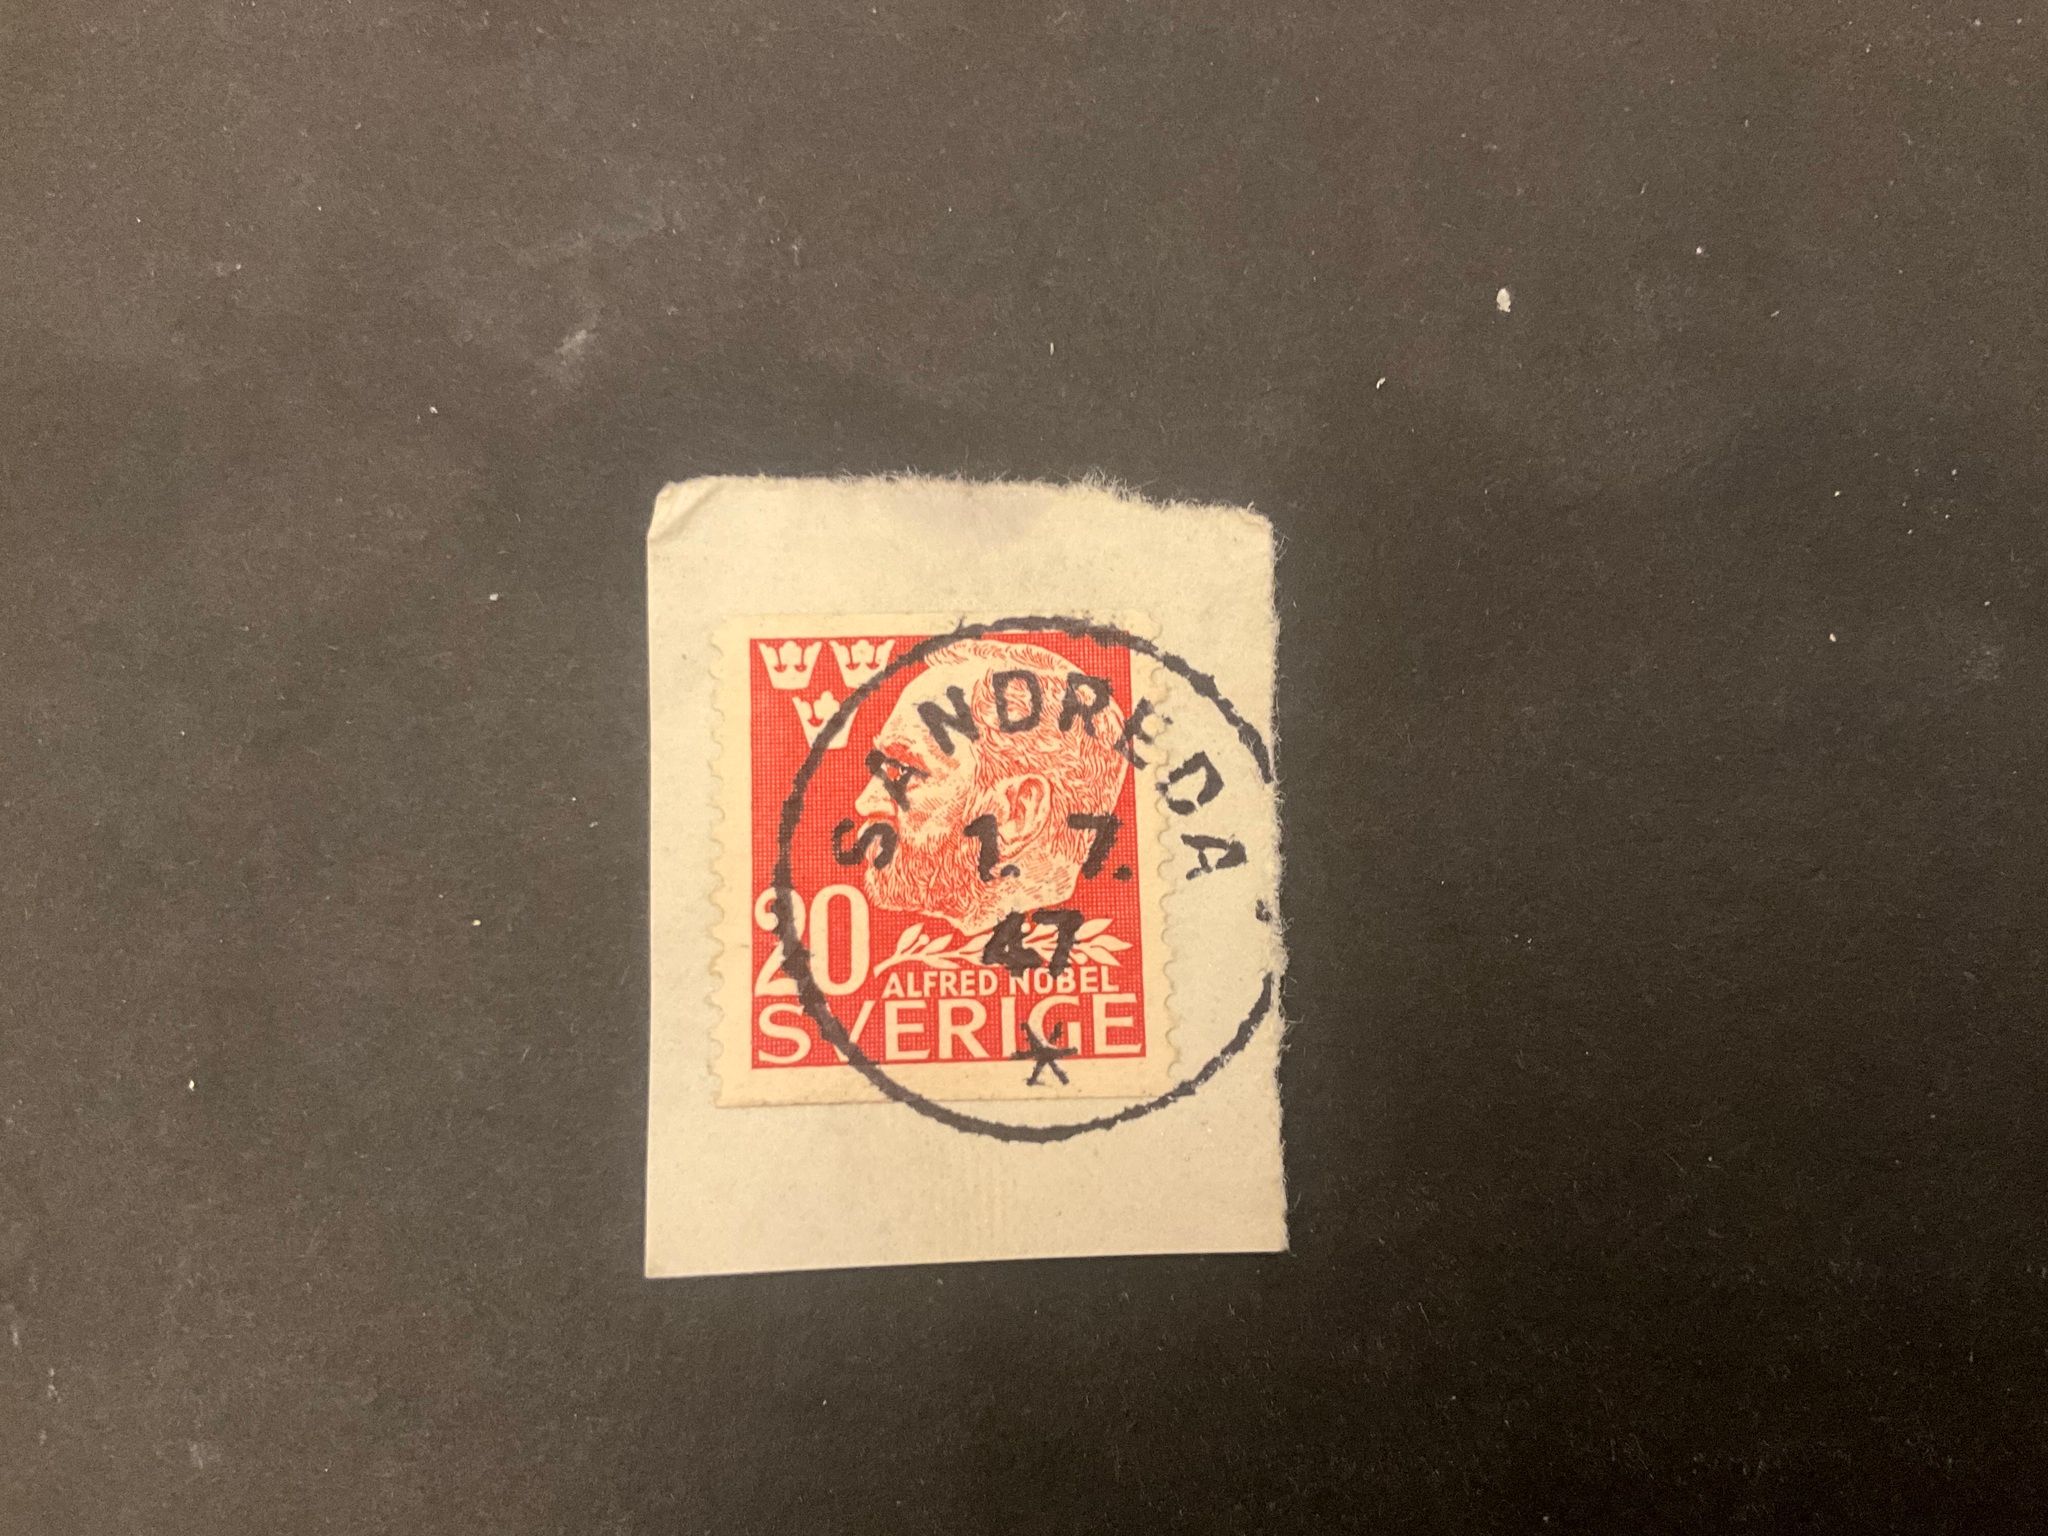 SANDREDA
1. 7.
47
20
ALFRED NOBEL
SVERIGE